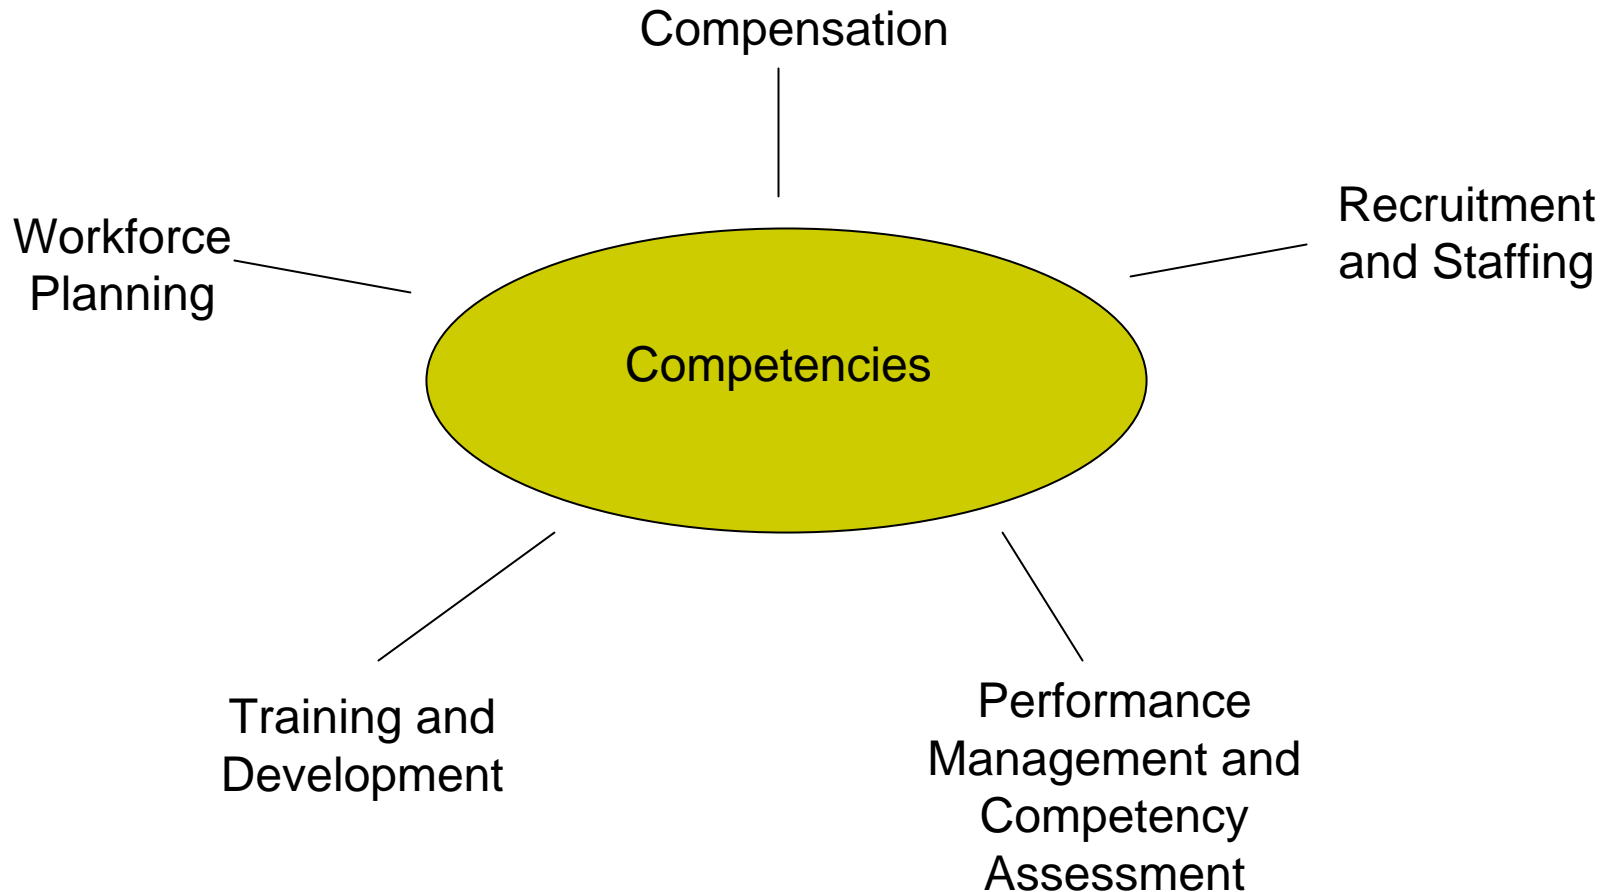 Compensation
Workforce
Planning
Recruitment
and Staffing
Competencies
Training and
Development
Performance
Management and
Competency
Assessment